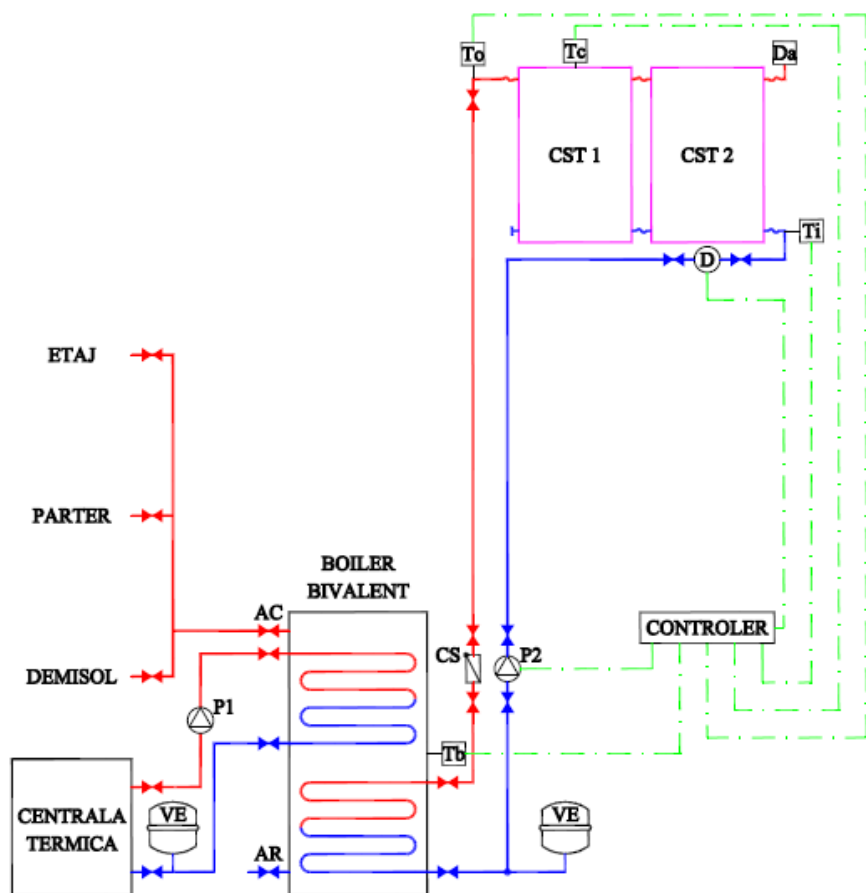 To
Tc
Da
CST 1
CST 2
Ti
D
ETAJ
PARTER
BOILER
BIVALENT
AC
CONTROLER
CS
P2
DEMISOL
P1
Tb
CENTRALA
TERMICA
VE
VE
AR